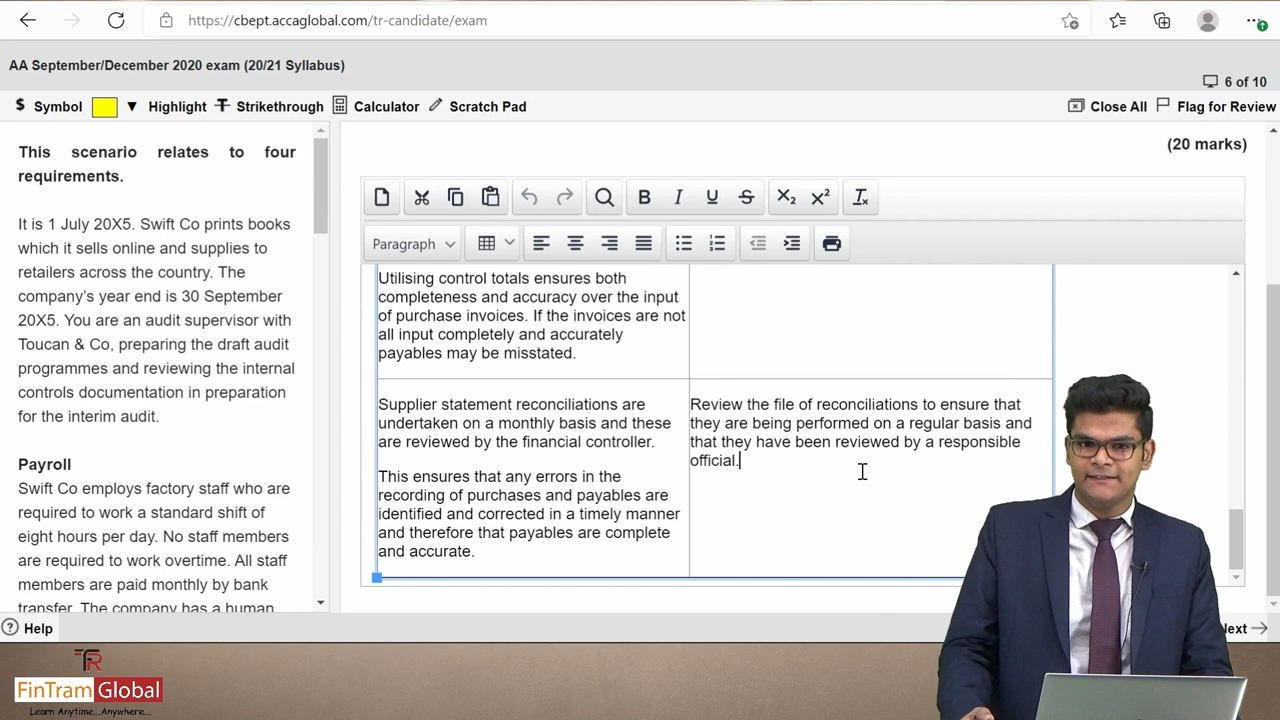 https://cbept.accaglobal.com/tr-candidate/exam
AA September/December 2020 exam (20/21 Syllabus)
6 of 10
$ Symbol Highlight Strikethrough Calculator Scratch Pad Close All Flag for Review
This scenario relates to four
requirements.
It is 1 July 20X5. Swift Co prints books
which it sells online and supplies to
retailers across the country. The
company's year end is 30 September
20X5. You are an audit supervisor with
Toucan & Co, preparing the draft audit
programmes and reviewing the internal
controls documentation in preparation
for the interim audit.
Payroll
Swift Co employs factory staff who are
required to work a standard shift of
eight hours per day. No staff members
are required to work overtime. All staff
members are paid monthly by bank
transfer. The company has a human
(20 marks)
B I U S X₂ X² Ix
Paragraph
Utilising control totals ensures both
completeness and accuracy over the input
of purchase invoices. If the invoices are not
all input completely and accurately
payables may be misstated.
Supplier statement reconciliations are
undertaken on a monthly basis and these
are reviewed by the financial controller.
This ensures that any errors in the
recording of purchases and payables are
identified and corrected in a timely manner
and therefore that payables are complete
and accurate.
Review the file of reconciliations to ensure that
they are being performed on a regular basis and
that they have been reviewed by a responsible
official.
Help
FinTram Global
Learn Anytime...Anywhere...